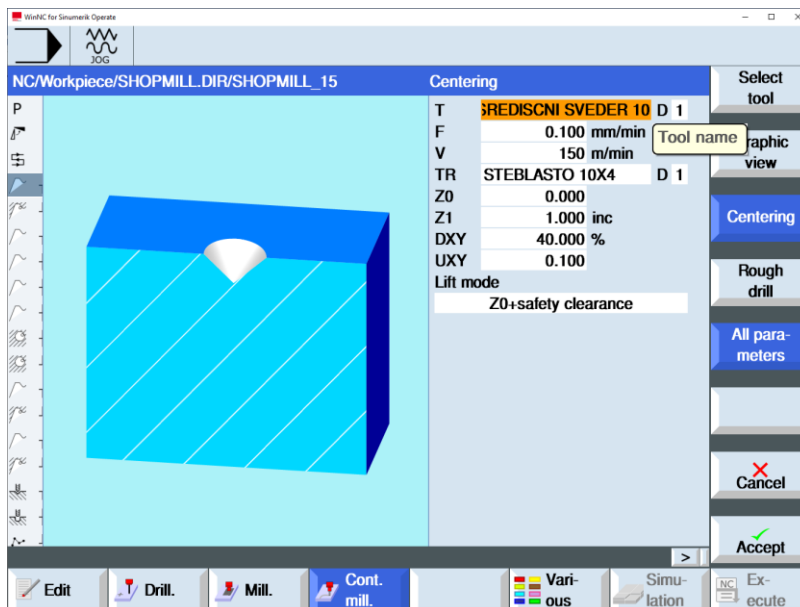 WinNC for Sinumerik Operate
JOG
NC/Workpiece/SHOPMILL.DIR/SHOPMILL_15
Centering
P
T SREDISCNI SVEDER 10 D 1
F 0.100 mm/min
V 150 m/min
TR STEBLASTO 10X4 D 1
Z0 0.000
Z1 1.000 inc
DXY 40.000 %
UXY 0.100
Lift mode
Z0+safety clearance
Tool name
Select
tool
raphic
view
Centering
Rough
drill
All para-
meters
Cancel
Accept
>
Edit
Drill.
Mill.
Cont.
mill.
Vari-
ous
Simu-
lation
NC
Ex-
ecute